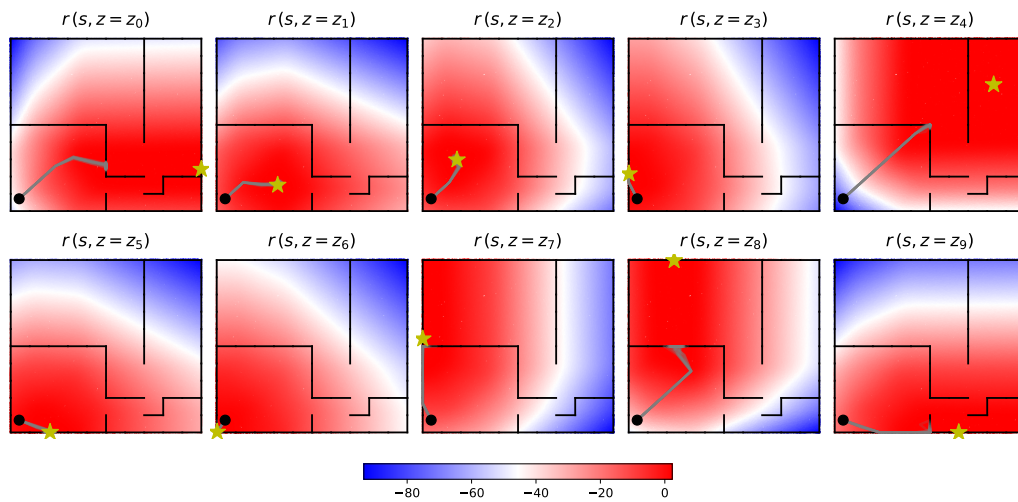 r (s, z = z₀) r (s, z = z₁) r (s, z = z₂) r (s, z = z₃) r (s, z = z₄)
r (s, z = z₅) r (s, z = z₆) r (s, z = z₇) r (s, z = z₈) r (s, z = z₉)
−80 −60 −40 −20 0